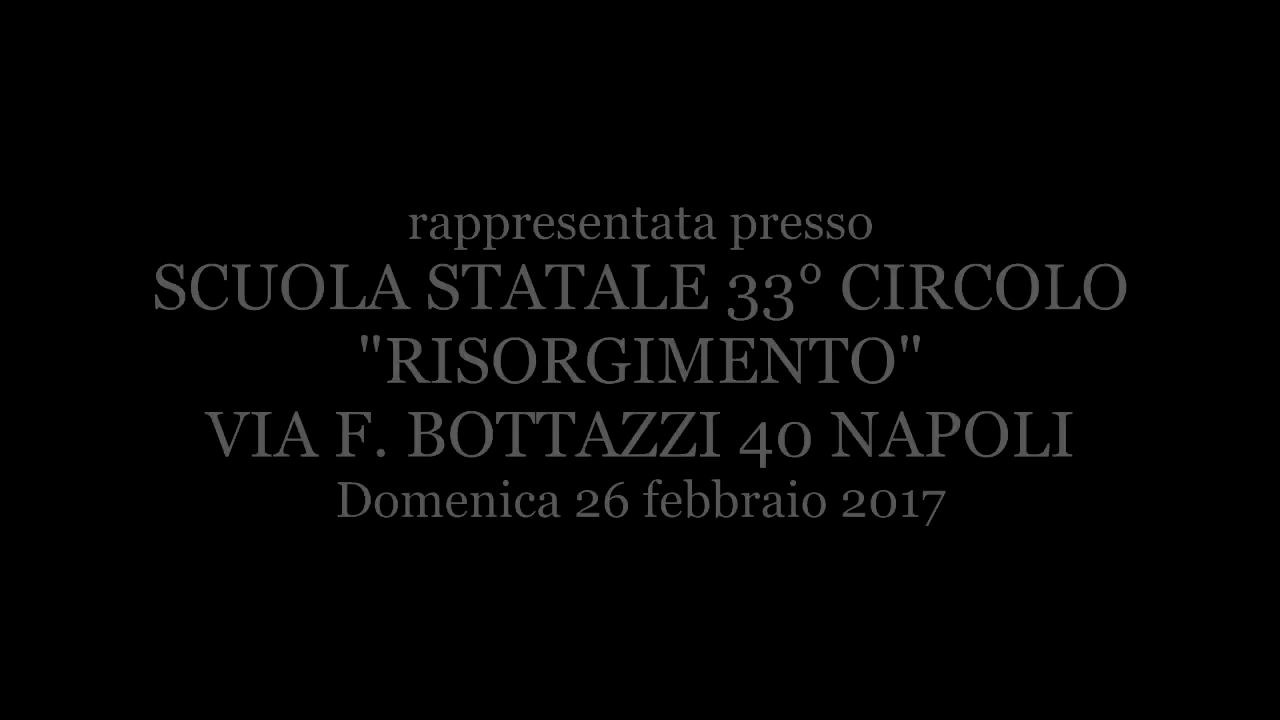 rappresentata presso
SCUOLA STATALE 33° CIRCOLO
"RISORGIMENTO"
VIA F. BOTTAZZI 40 NAPOLI
Domenica 26 febbraio 2017